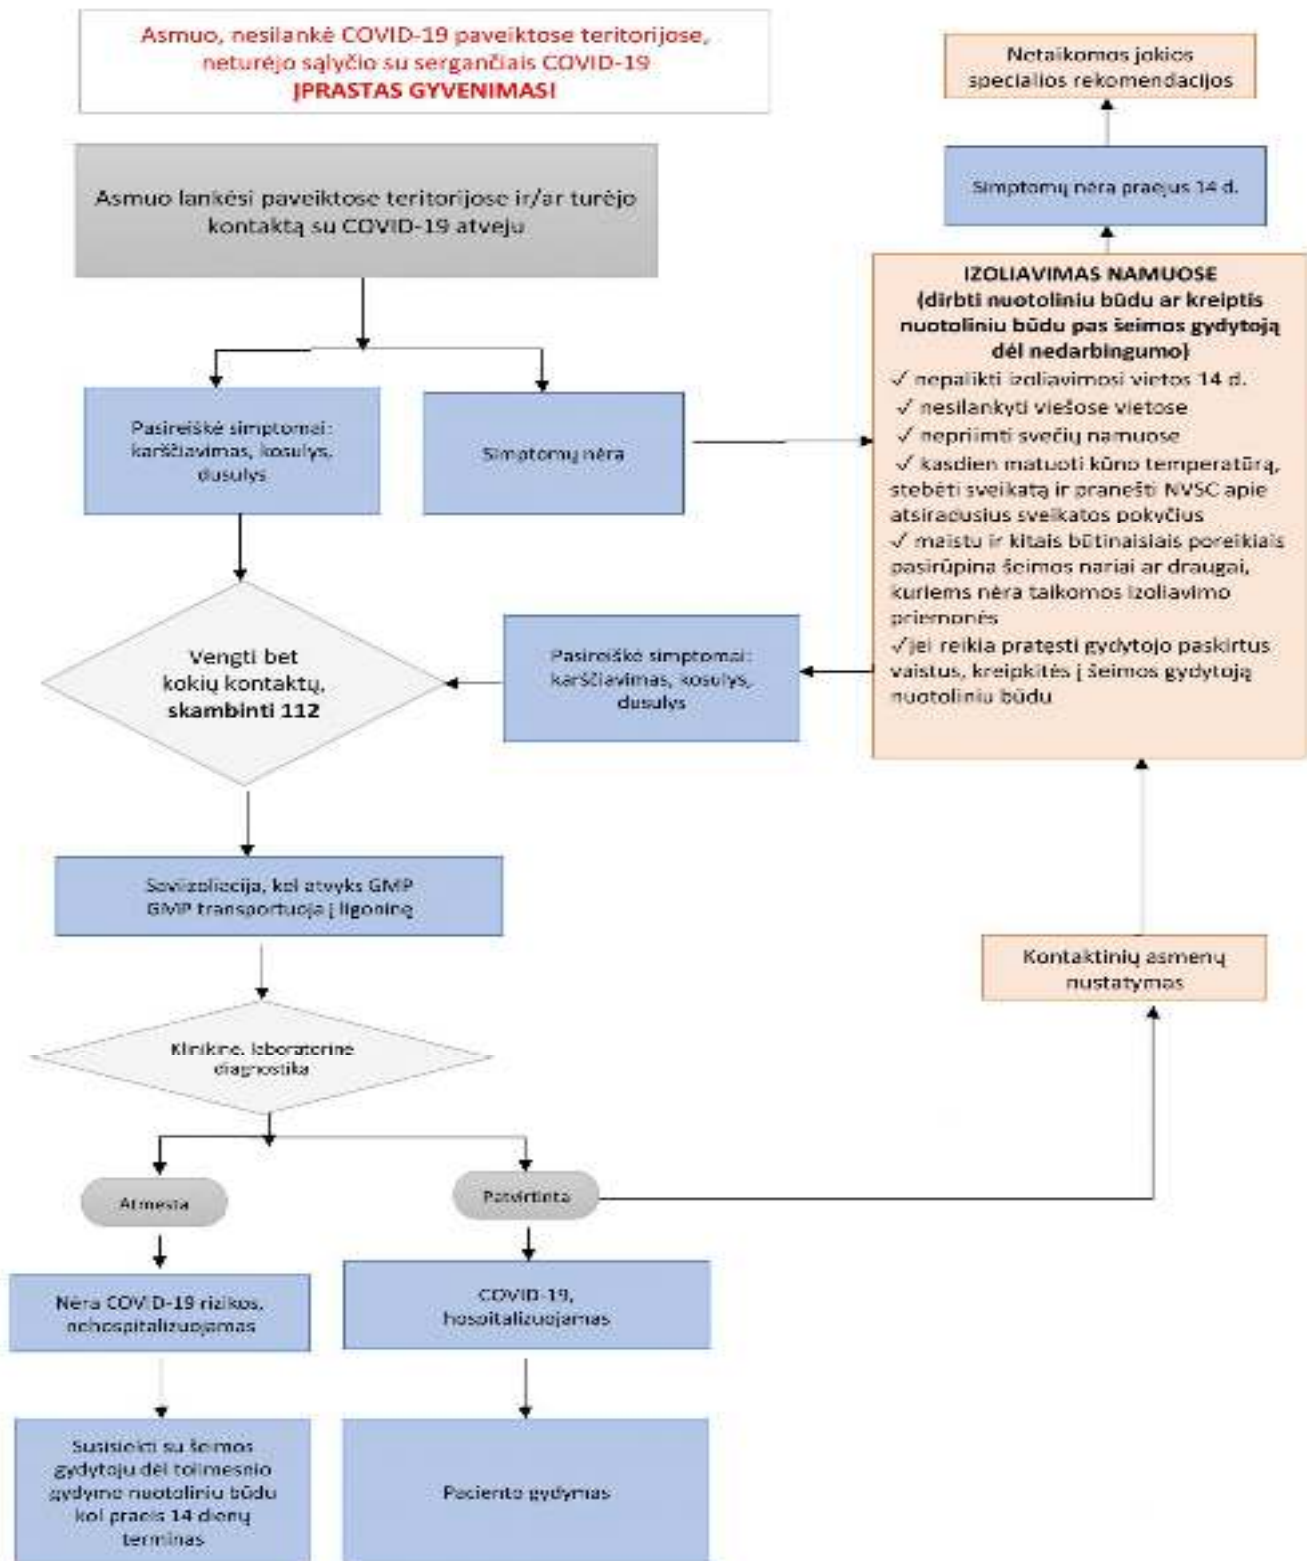 Asmuo, nesilankė COVID-19 paveiktose teritorijose,
neturėjo sąlyčio su sergančiais COVID-19
ĮPRASTAS GYVENIMAS!
Netaikomos jokios
specialios rekomendacijos
Asmuo lankėsi paveiktose teritorijose ir/ar turėjo
kontaktą su COVID-19 atveju
Simptomų nėra praėjus 14 d.
IZOLIAVIMAS NAMUOSE
(dirbti nuotoliniu būdu ar kreiptis
nuotoliniu būdu pas šeimos gydytoją
dėl nedarbingumo)
√ nepalikti izoliavimosi vietos 14 d.
√ nesilankyti viešose vietose
√ nepriimti svečių namuose
√ kasdien matuoti kūno temperatūrą,
stebėti sveikatą ir pranešti NVSC apie
atsiradusius sveikatos pokyčius
√ maistu ir kitais būtinaisiais poreikiais
pasirūpina šeimos nariai ar draugai,
kuriems nėra taikomos izoliavimo
priemonės
√jei reikia pratęsti gydytojo paskirtus
vaistus, kreipkitės į šeimos gydytoją
nuotoliniu būdu
Pasireiškė simptomai:
karščiavimas, kosulys,
dusulys
Simptomų nėra
Vengti bet
kokių kontaktų,
skambinti 112
Pasireiškė simptomai:
karščiavimas, kosulys,
dusulys
Saviizoliacija, kol atvyks GMP
GMP transportuoja į ligoninę
Kontaktinių asmenų
nustatymas
Klinikinė, laboratorinė
diagnostika
Atmesta
Patvirtinta
Nėra COVID-19 rizikos,
nehospitalizuojamas
COVID-19,
hospitalizuojamas
Susisiekti su šeimos
gydytoju dėl tolimesnio
gydymo nuotoliniu būdu
kol praeis 14 dienų
terminas
Paciento gydymas